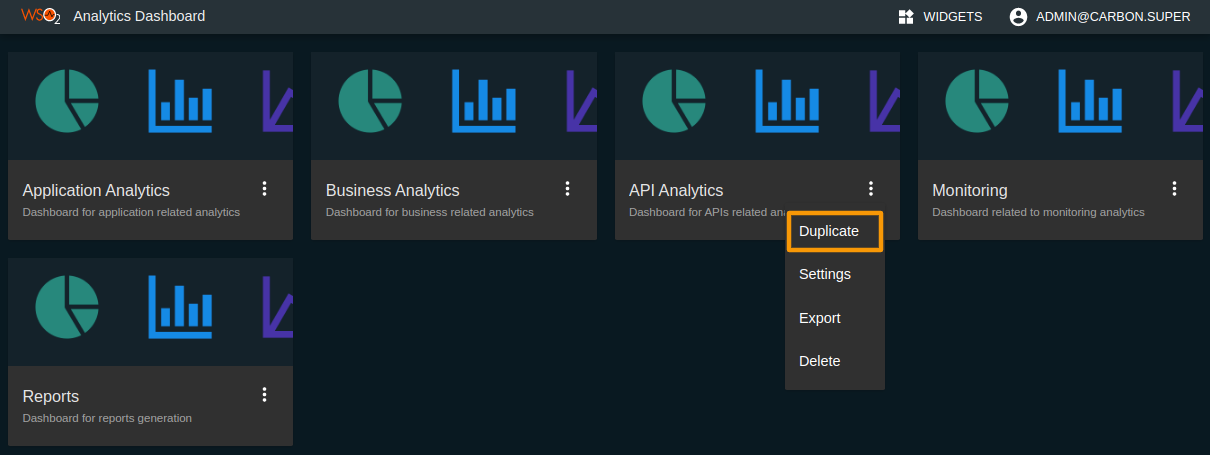 WSO2 Analytics Dashboard
WIDGETS
ADMIN@CARBON.SUPER
Application Analytics
Dashboard for application related analytics
Business Analytics
Dashboard for business related analytics
API Analytics
Dashboard for APIs related an
Monitoring
Dashboard related to monitoring analytics
Duplicate
Settings
Export
Delete
Reports
Dashboard for reports generation